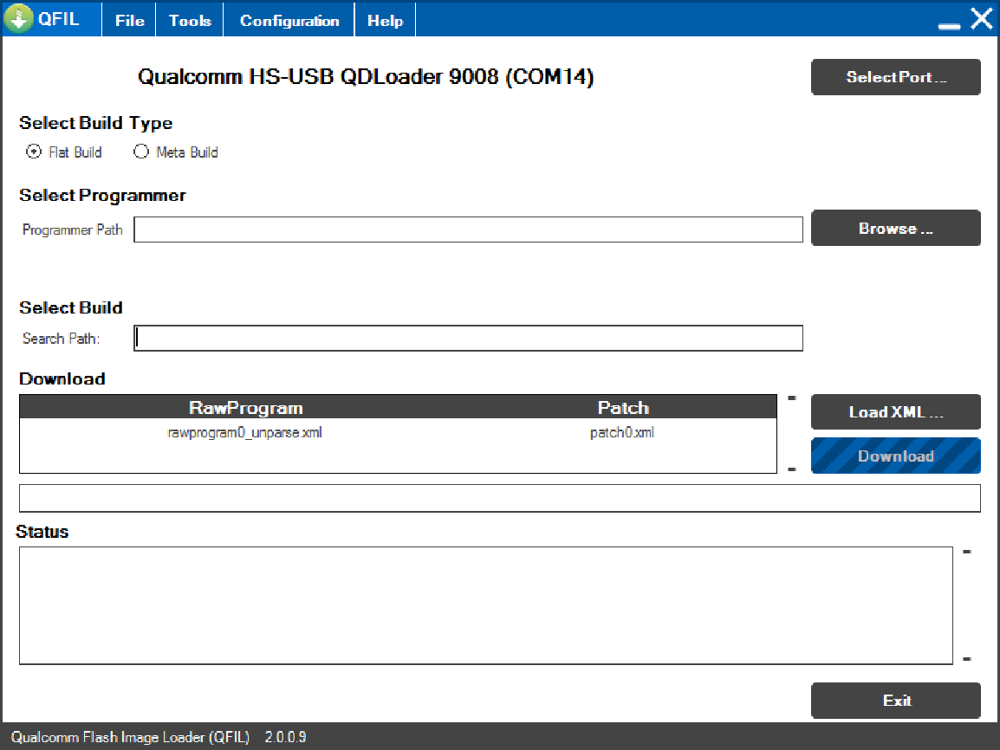 QFIL File Tools Configuration Help
Qualcomm HS-USB QDLoader 9008 (COM14)
Select Port ...
Select Build Type
Flat Build Meta Build
Select Programmer
Programmer Path
Browse ...
Select Build
Search Path:
Download
RawProgram Patch
rawprogram0_unparse.xml patch0.xml
Load XML ...
Download
Status
Exit
Qualcomm Flash Image Loader (QFIL) 2.0.0.9